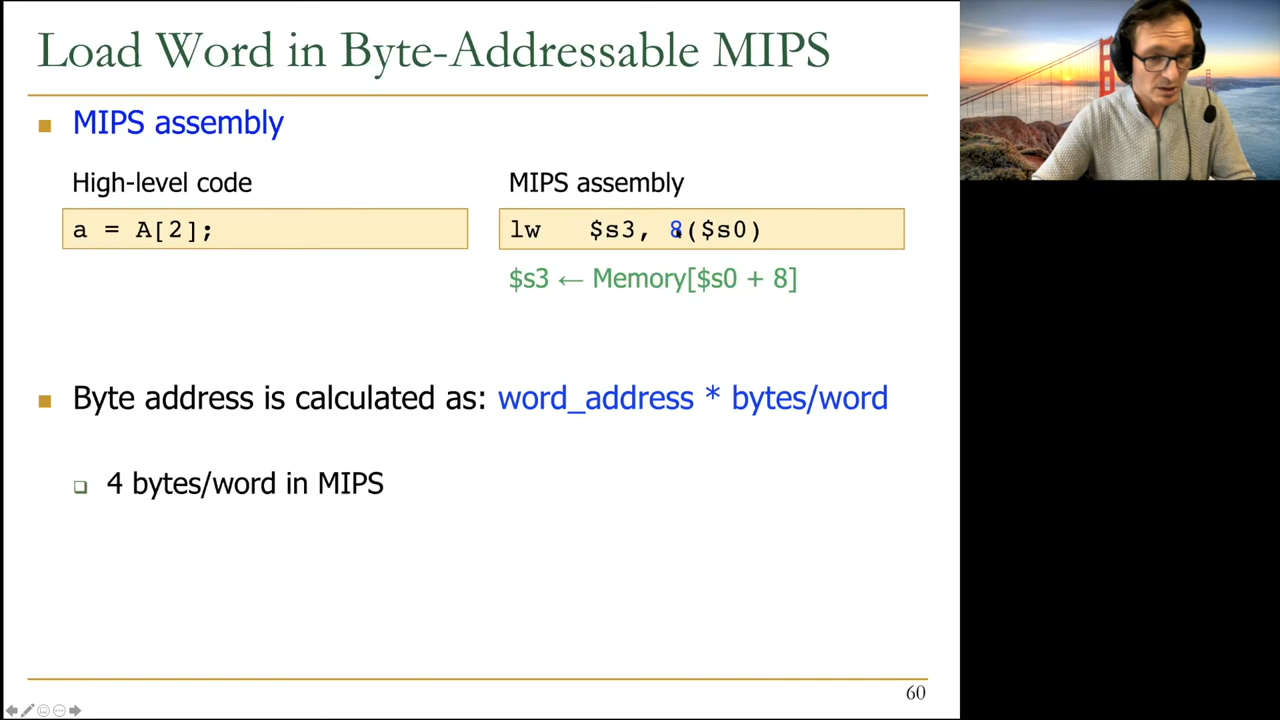 Load Word in Byte-Addressable MIPS
MIPS assembly
High-level code
a = A[2];
MIPS assembly
lw $s3, 8($s0)
$s3 ← Memory[$s0 + 8]
Byte address is calculated as: word_address * bytes/word
4 bytes/word in MIPS
60